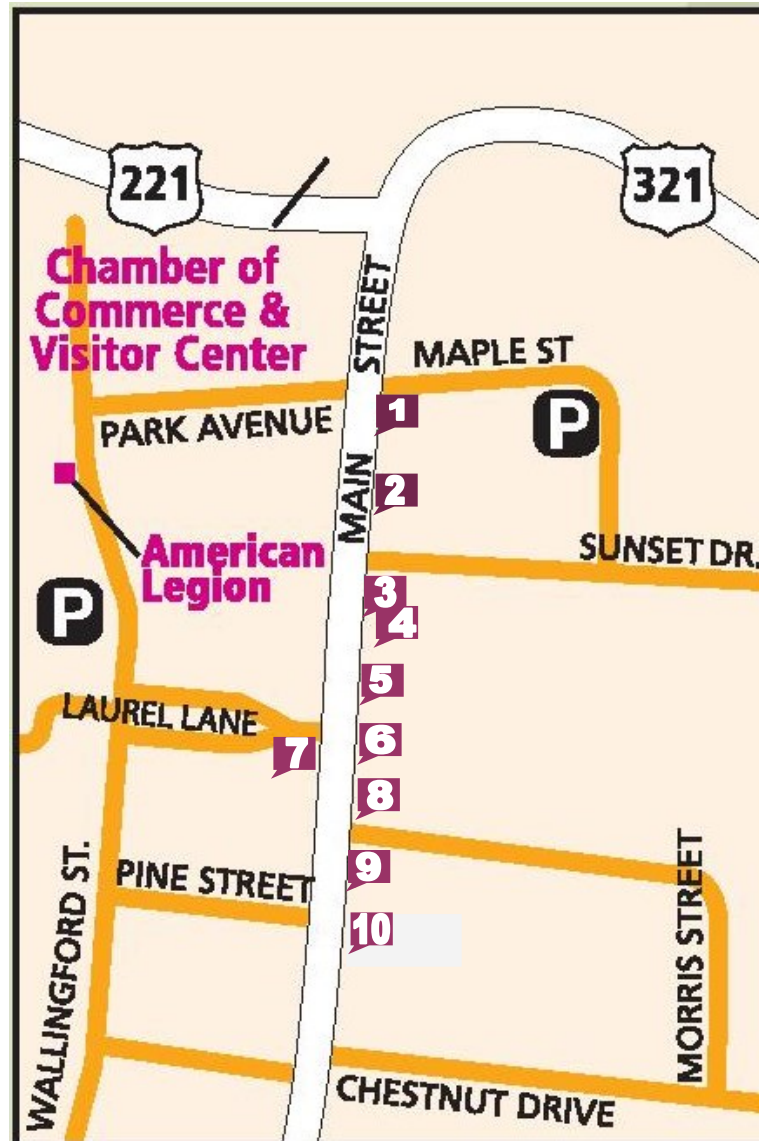 221
321
Chamber of
Commerce &
Visitor Center
MAIN STREET
MAPLE ST
PARK AVENUE
1
P
2
American
Legion
SUNSET DR.
P
3
4
5
LAUREL LANE
6
7
8
PINE STREET
9
10
WALLINGFORD ST.
MORRIS STREET
CHESTNUT DRIVE